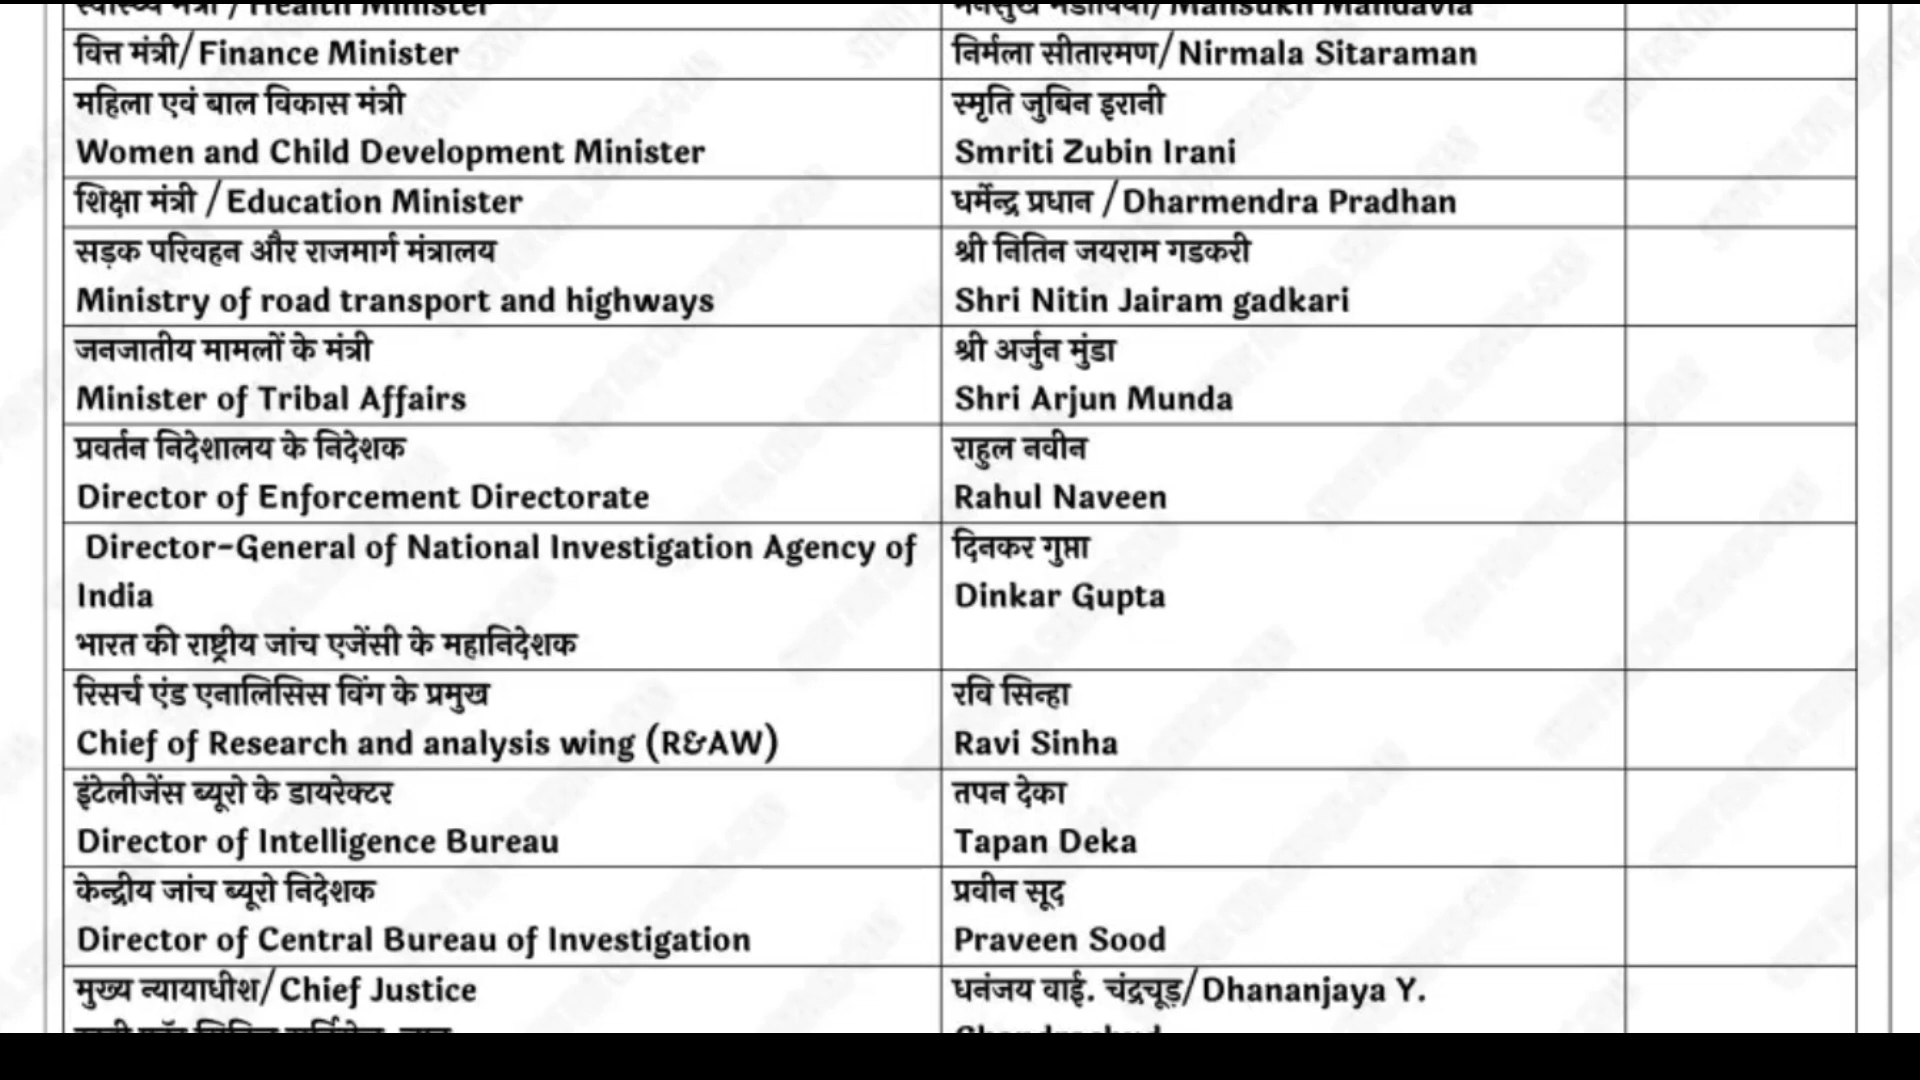 स्वास्थ्य मंत्री / Health Minister
मनसुख मंडाविया/ Mansukh Mandavia
वित्त मंत्री/ Finance Minister
निर्मला सीतारमण/ Nirmala Sitaraman
महिला एवं बाल विकास मंत्री
Women and Child Development Minister
स्मृति जुबिन इरानी
Smriti Zubin Irani
शिक्षा मंत्री / Education Minister
धर्मेन्द्र प्रधान / Dharmendra Pradhan
सड़क परिवहन और राजमार्ग मंत्रालय
Ministry of road transport and highways
श्री नितिन जयराम गडकरी
Shri Nitin Jairam gadkari
जनजातीय मामलों के मंत्री
Minister of Tribal Affairs
श्री अर्जुन मुंडा
Shri Arjun Munda
प्रवर्तन निदेशालय के निदेशक
Director of Enforcement Directorate
राहुल नवीन
Rahul Naveen
Director-General of National Investigation Agency of
India
भारत की राष्ट्रीय जांच एजेंसी के महानिदेशक
दिनकर गुप्ता
Dinkar Gupta
रिसर्च एंड एनालिसिस विंग के प्रमुख
Chief of Research and analysis wing (R&AW)
रवि सिन्हा
Ravi Sinha
इंटेलीजेंस ब्यूरो के डायरेक्टर
Director of Intelligence Bureau
तपन देका
Tapan Deka
केन्द्रीय जांच ब्यूरो निदेशक
Director of Central Bureau of Investigation
प्रवीन सूद
Praveen Sood
मुख्य न्यायाधीश/ Chief Justice
धनंजय वाई. चंद्रचूड़/ Dhananjaya Y.